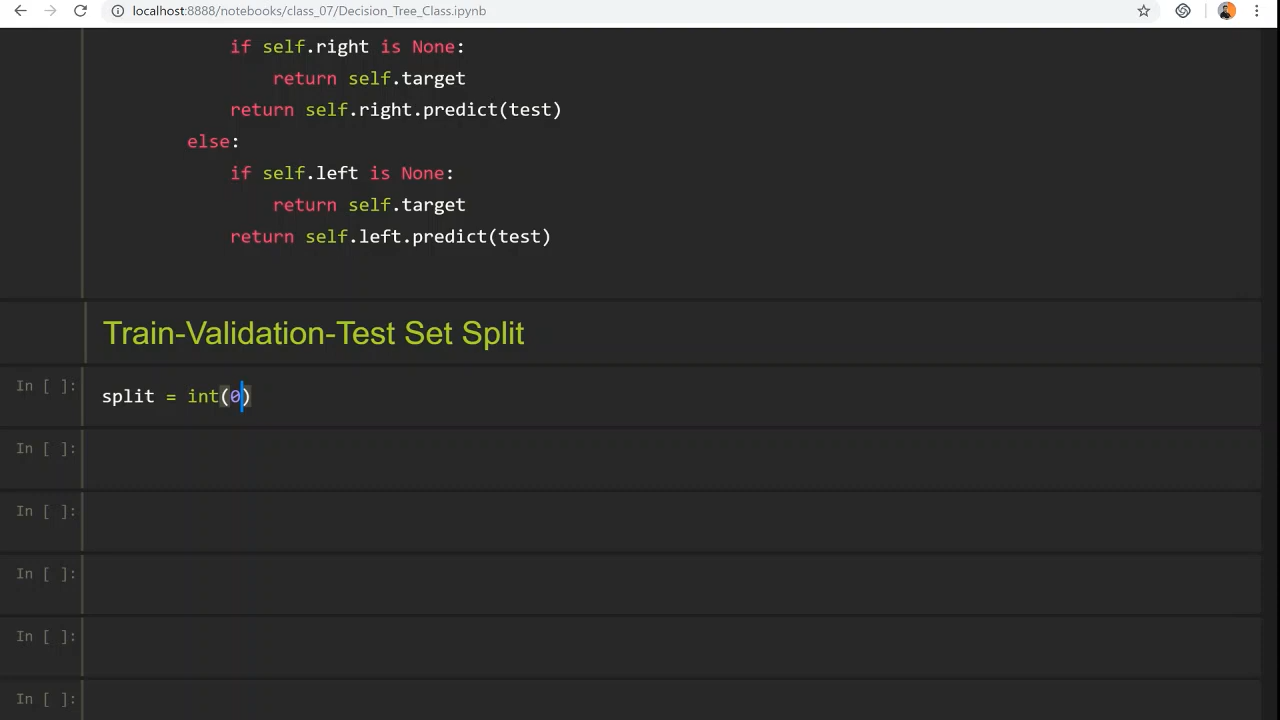 localhost:8888/notebooks/class_07/Decision_Tree_Class.ipynb
if self.right is None:
return self.target
return self.right.predict(test)
else:
if self.left is None:
return self.target
return self.left.predict(test)
Train-Validation-Test Set Split
In [ ]: split = int(0)
In [ ]:
In [ ]:
In [ ]:
In [ ]:
In [ ]: